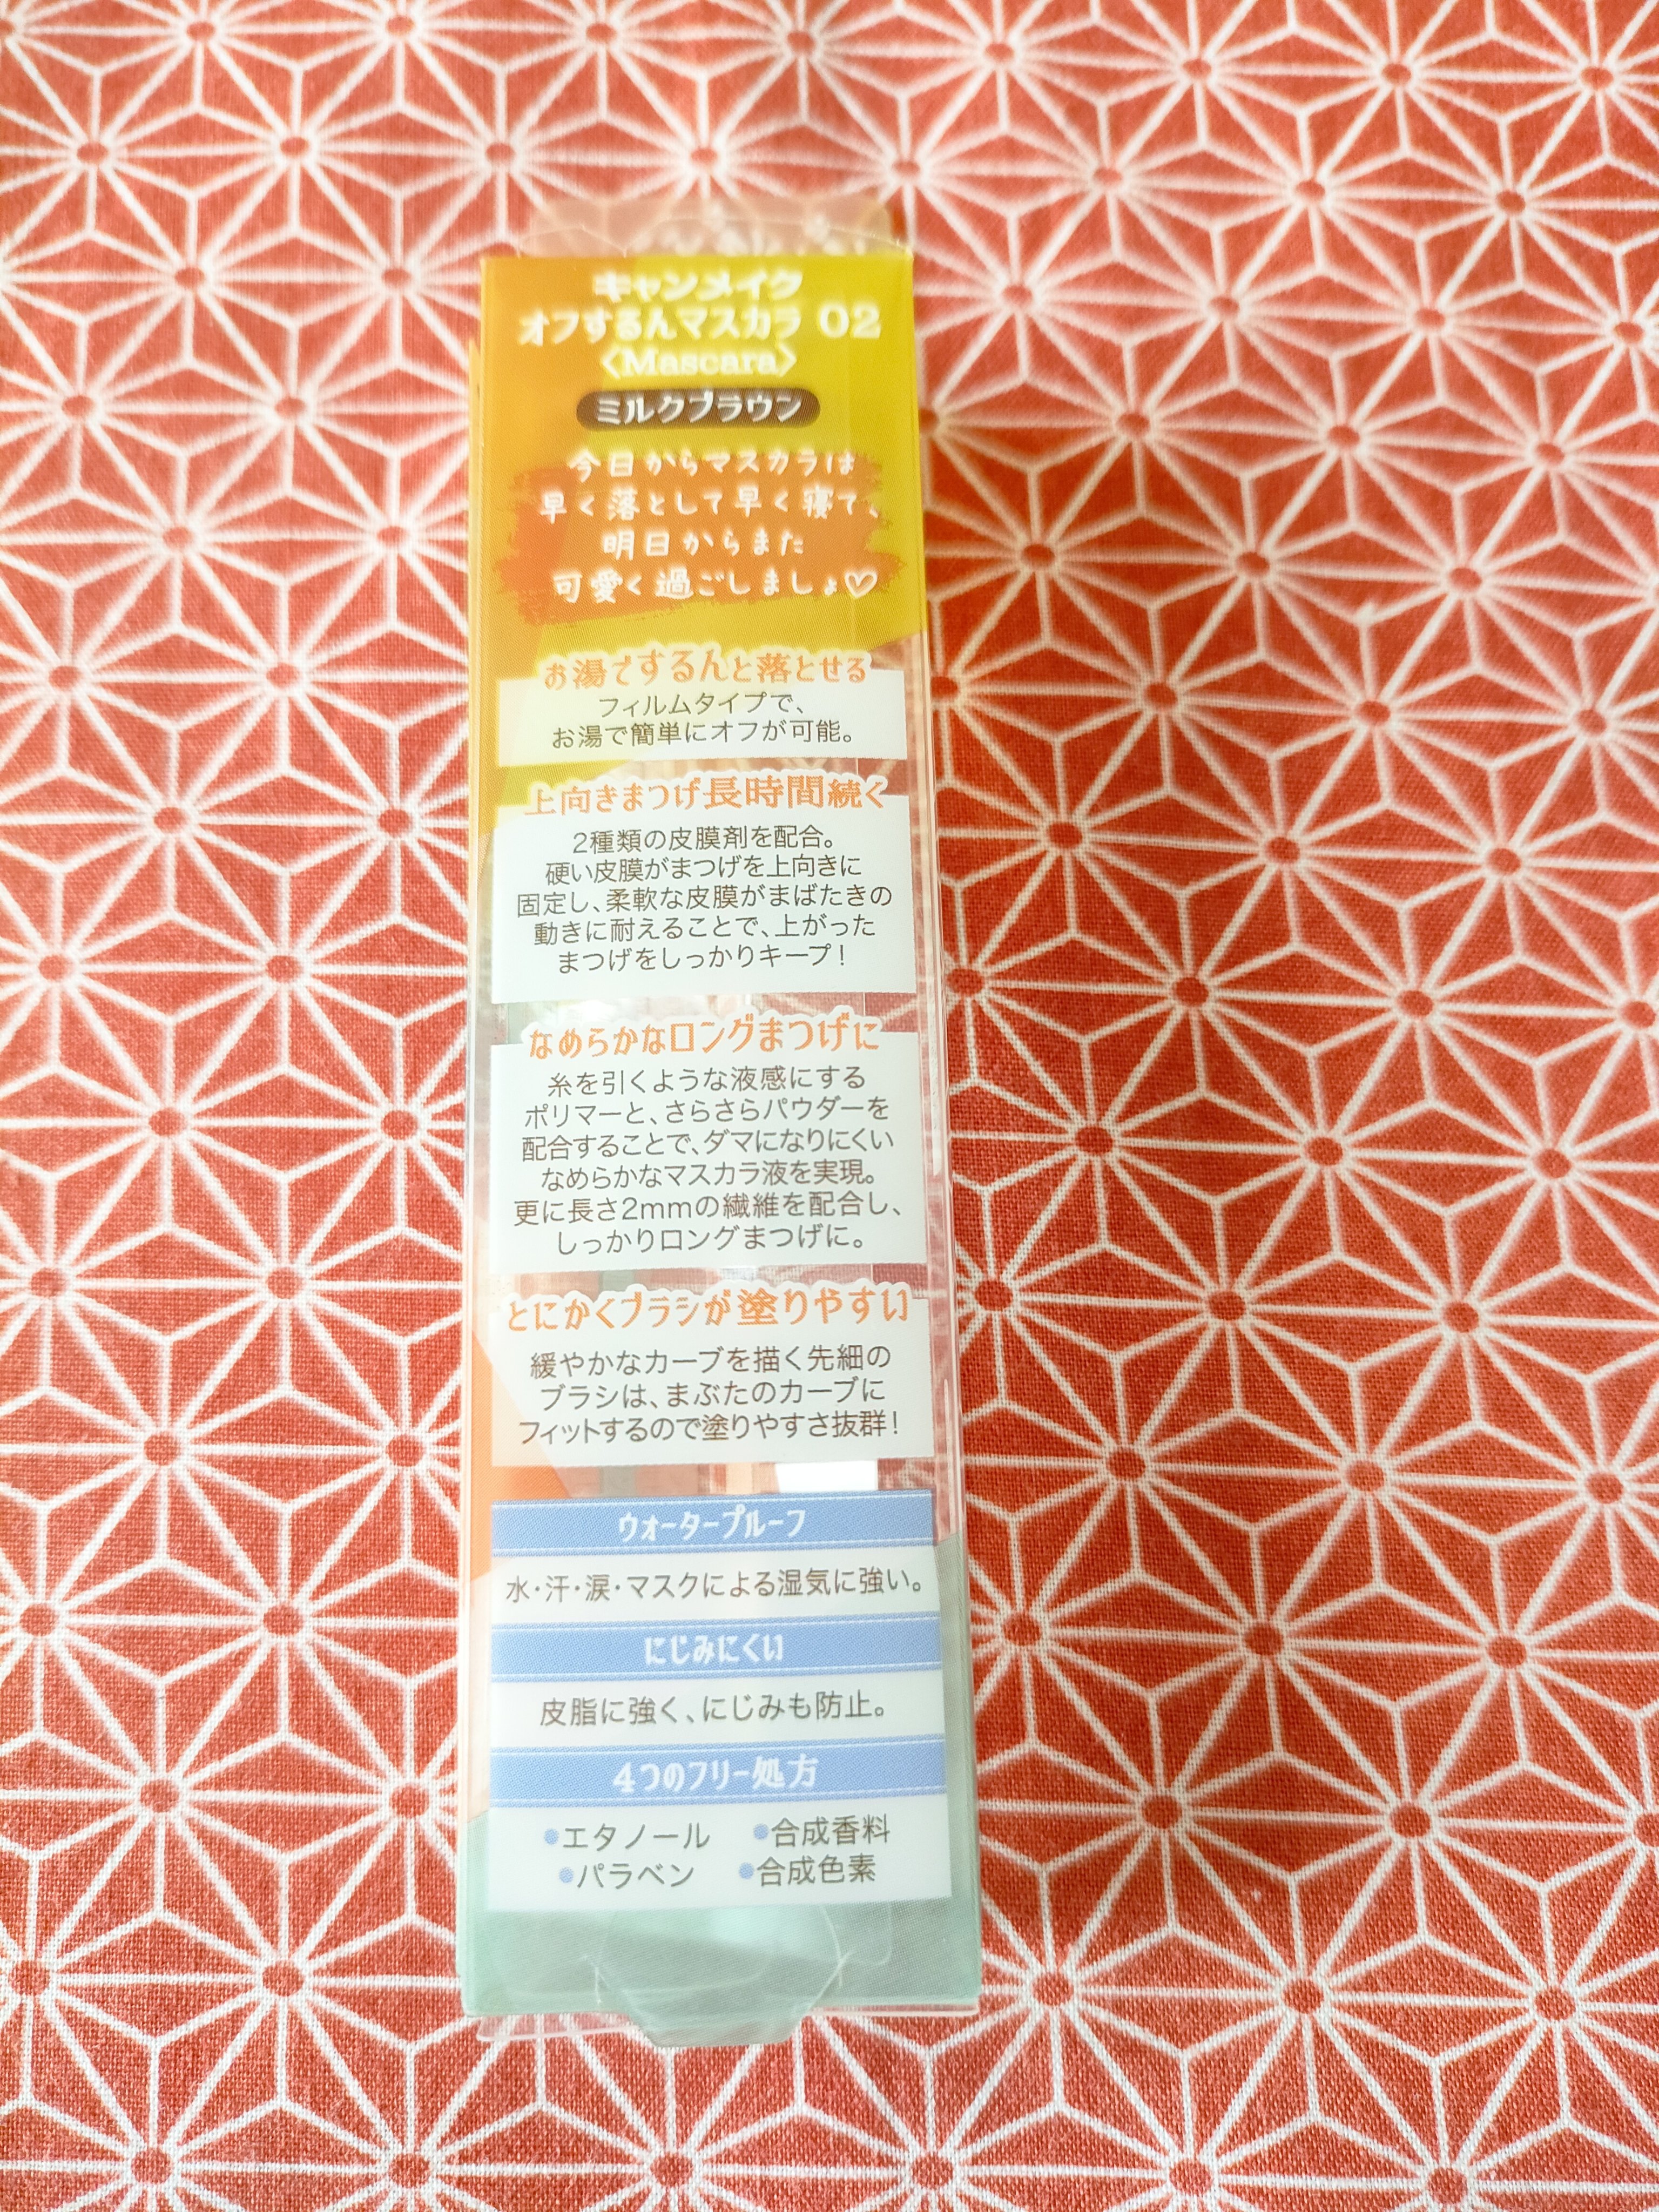 キャンメイク
オフするんマスカラ 02
〈Mascara〉
ミルクブラウン
今日からマスカラは
早く落として早く寝て、
明日からまた
可愛く過ごしましょ♡
お湯でするんと落とせる
フィルムタイプで、
お湯で簡単にオフが可能。
上向きまつげ長時間続く
2種類の皮膜剤を配合。
硬い皮膜がまつげを上向きに
固定し、柔軟な皮膜がまばたきの
動きに耐えることで、上がった
まつげをしっかりキープ!
なめらかなロングまつげに
糸を引くような液感にする
ポリマーと、さらさらパウダーを
配合することで、ダマになりにくい
なめらかなマスカラ液を実現。
更に長さ2mmの繊維を配合し、
しっかりロングまつげに。
とにかくブラシが塗りやすい
緩やかなカーブを描く先細の
ブラシは、まぶたのカーブに
フィットするので塗りやすさ抜群!
ウォータープルーフ
水・汗・涙・マスクによる湿気に強い。
にじみにくい
皮脂に強く、にじみも防止。
4つのフリー処方
●エタノール ●合成香料
●パラベン ●合成色素